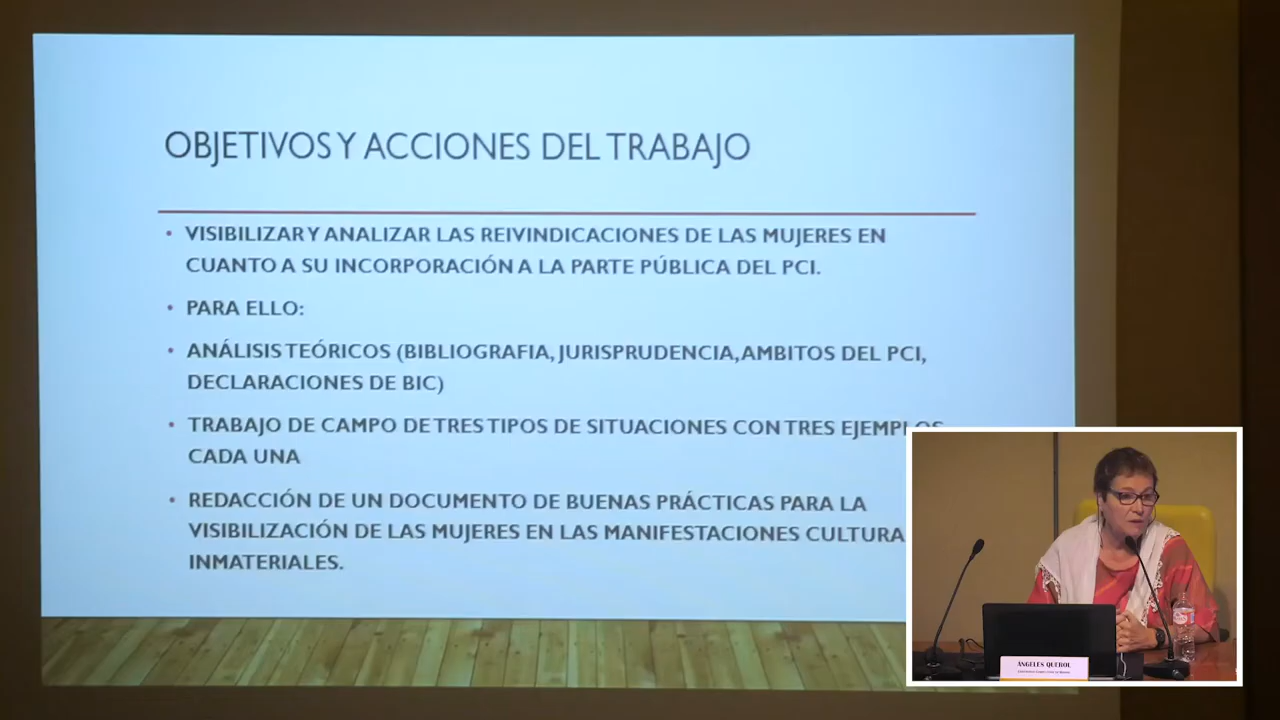 OBJETIVOS Y ACCIONES DEL TRABAJO
• VISIBILIZAR Y ANALIZAR LAS REIVINDICACIONES DE LAS MUJERES EN
CUANTO A SU INCORPORACIÓN A LA PARTE PÚBLICA DEL PCI.
• PARA ELLO:
• ANÁLISIS TEÓRICOS (BIBLIOGRAFIA, JURISPRUDENCIA, AMBITOS DEL PCI,
DECLARACIONES DE BIC)
• TRABAJO DE CAMPO DE TRES TIPOS DE SITUACIONES CON TRES EJEMPLOS
CADA UNA
• REDACCIÓN DE UN DOCUMENTO DE BUENAS PRÁCTICAS PARA LA
VISIBILIZACIÓN DE LAS MUJERES EN LAS MANIFESTACIONES CULTURA
INMATERIALES.
ÁNGELES QUEROL